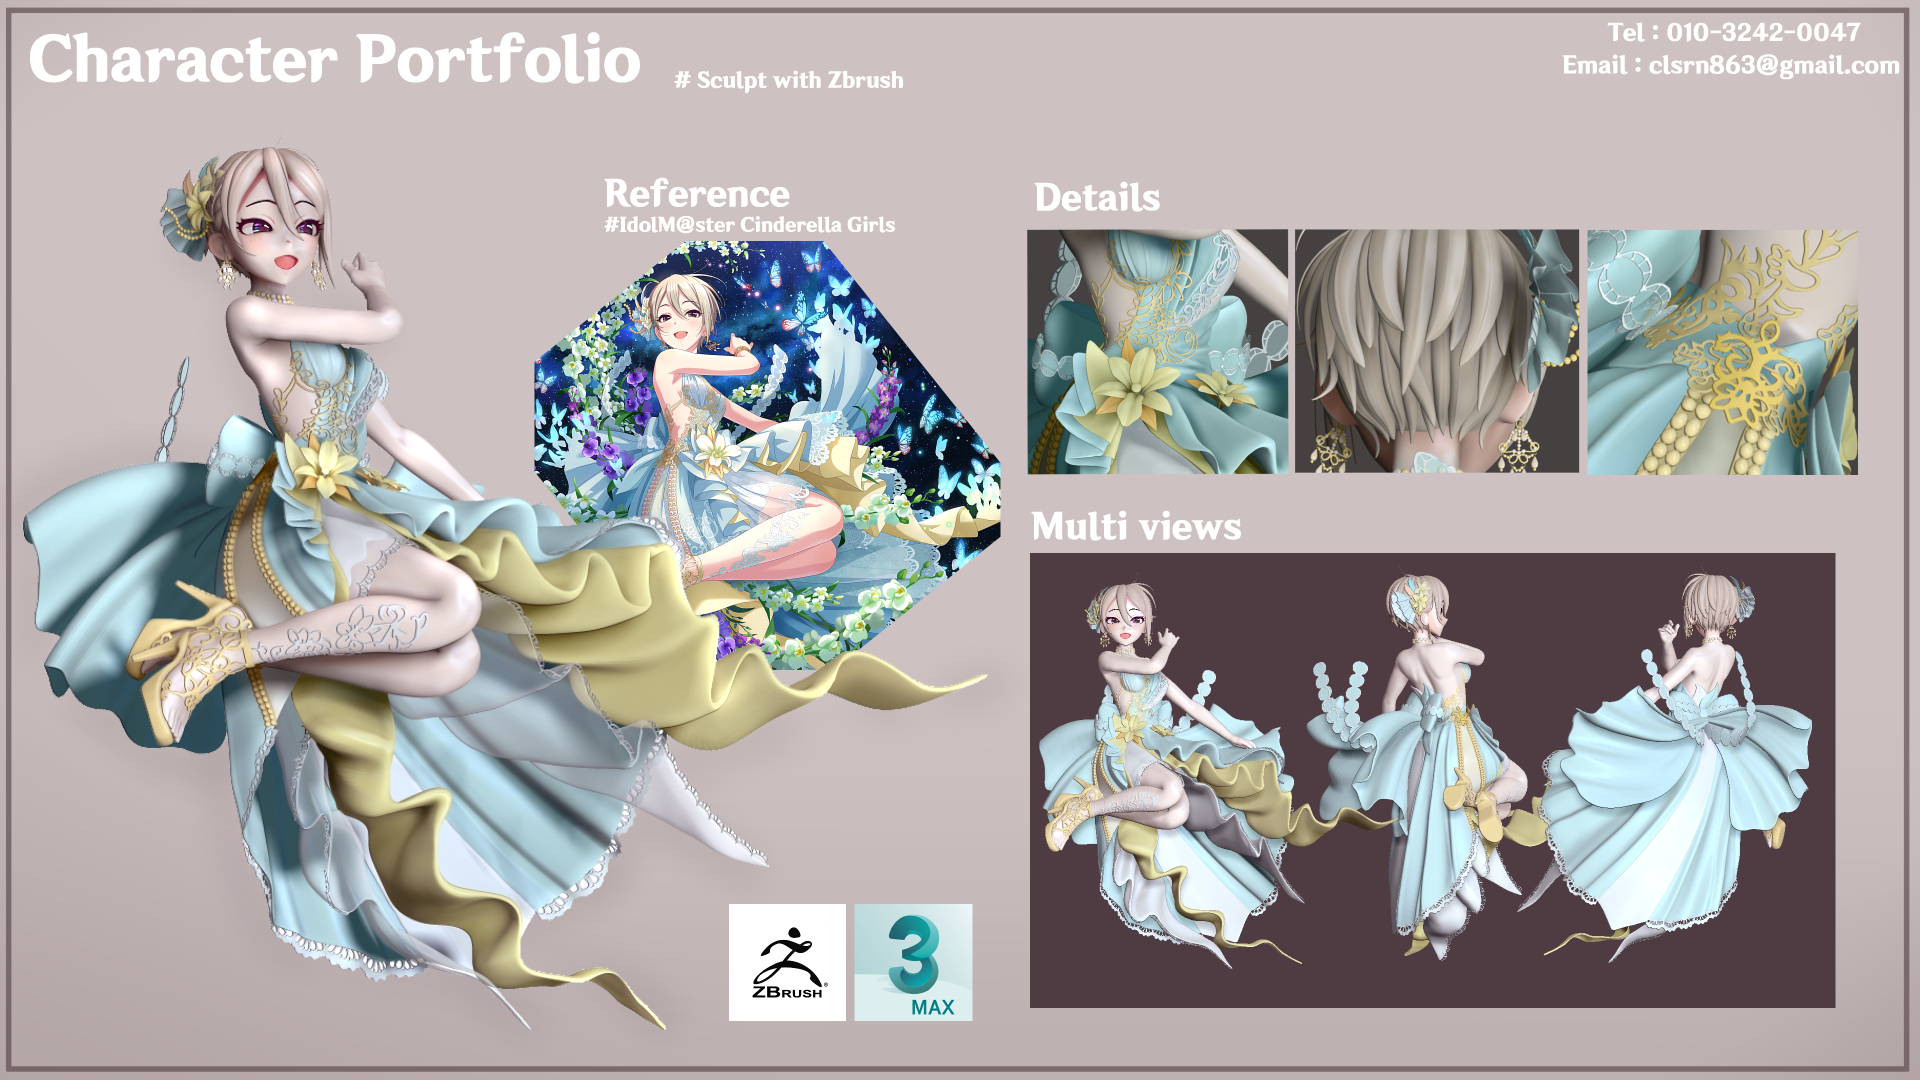 Character Portfolio
# Sculpt with Zbrush
Tel : 010-3242-0047
Email : clsrn863@gmail.com
Reference
#IdolM@ster Cinderella Girls
Details
Multi views
ZBRUSH®
3
MAX